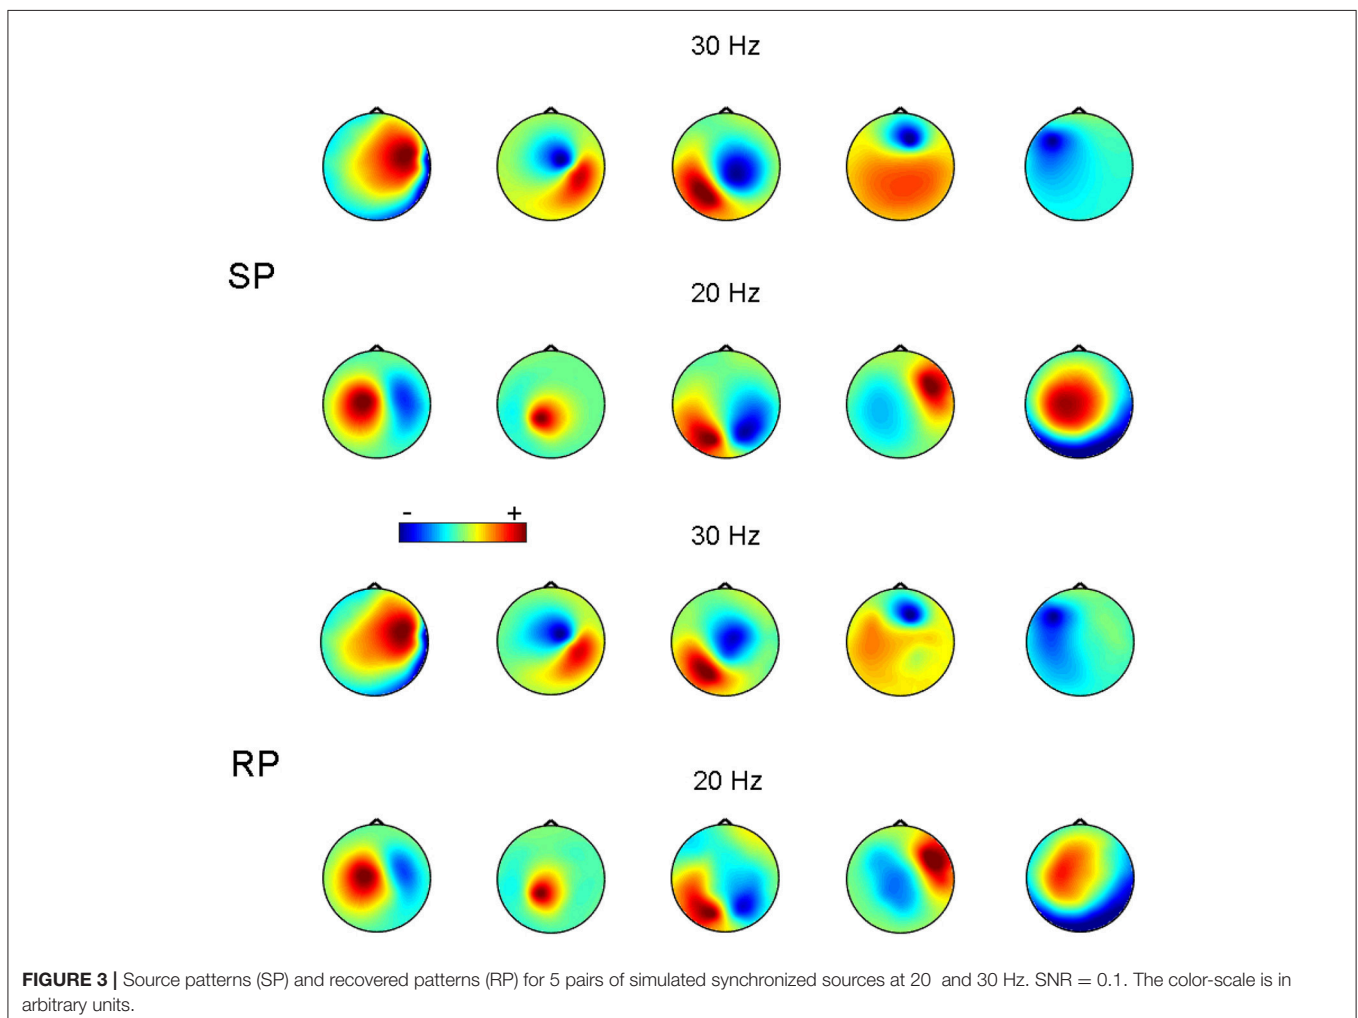 30 Hz
SP
20 Hz
- +
30 Hz
RP
20 Hz
FIGURE 3 | Source patterns (SP) and recovered patterns (RP) for 5 pairs of simulated synchronized sources at 20 and 30 Hz. SNR = 0.1. The color-scale is in
arbitrary units.